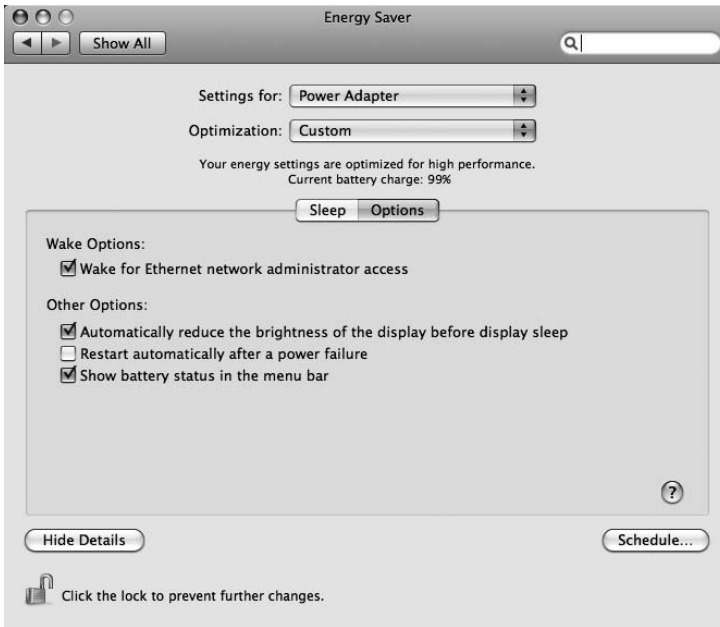 Energy Saver
Show All
Settings for: Power Adapter
Optimization: Custom
Your energy settings are optimized for high performance.
Current battery charge: 99%
Sleep Options
Wake Options:
Wake for Ethernet network administrator access
Other Options:
Automatically reduce the brightness of the display before display sleep
Restart automatically after a power failure
Show battery status in the menu bar
?
Hide Details Schedule...
Click the lock to prevent further changes.